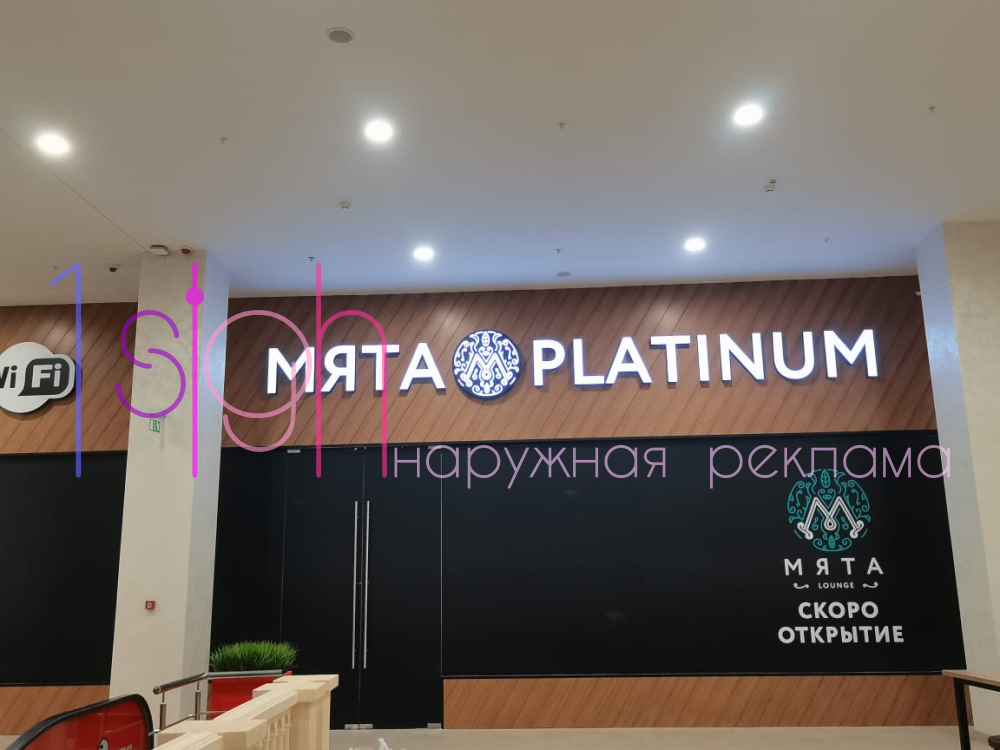 Wi Fi
1sign
МЯТА PLATINUM
наружная реклама
МЯТА
LOUNGE
СКОРО
ОТКРЫТИЕ